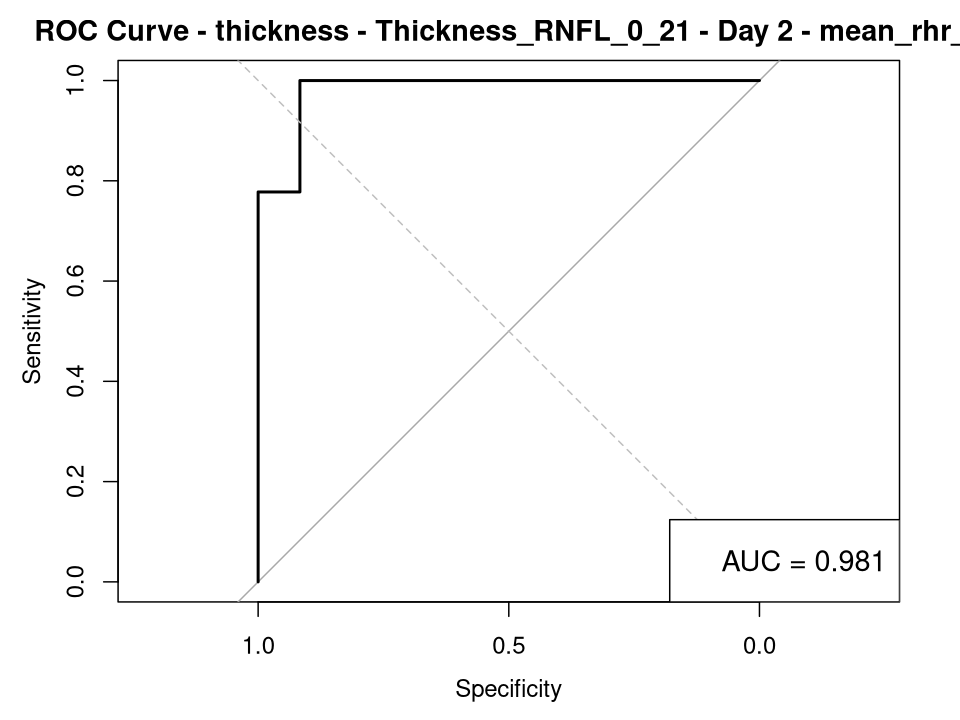 ROC Curve - thickness - Thickness_RNFL_0_21 - Day 2 - mean_rhr_
1.0
0.8
0.6
0.4
0.2
0.0
Sensitivity
AUC = 0.981
1.0 0.5 0.0
Specificity